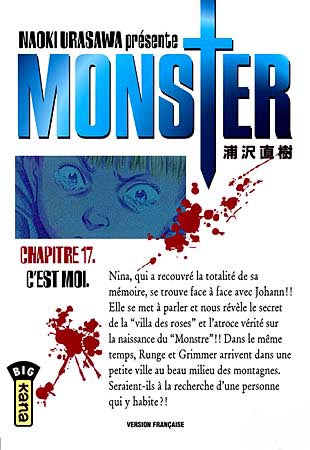 NAOKI URASAWA présente
MONSTER
浦沢直樹
CHAPITRE 17.
C'EST MOI.
Nina, qui a recouvré la totalité de sa
mémoire, se trouve face à face avec Johann!!
Elle se met à parler et nous révèle le secret
de la "villa des roses" et l'atroce vérité sur
la naissance du "Monstre"!! Dans le même
temps, Runge et Grimmer arrivent dans une
petite ville au beau milieu des montagnes.
Seraient-ils à la recherche d'une personne
qui y habite?!
BIG
KANA
VERSION FRANÇAISE